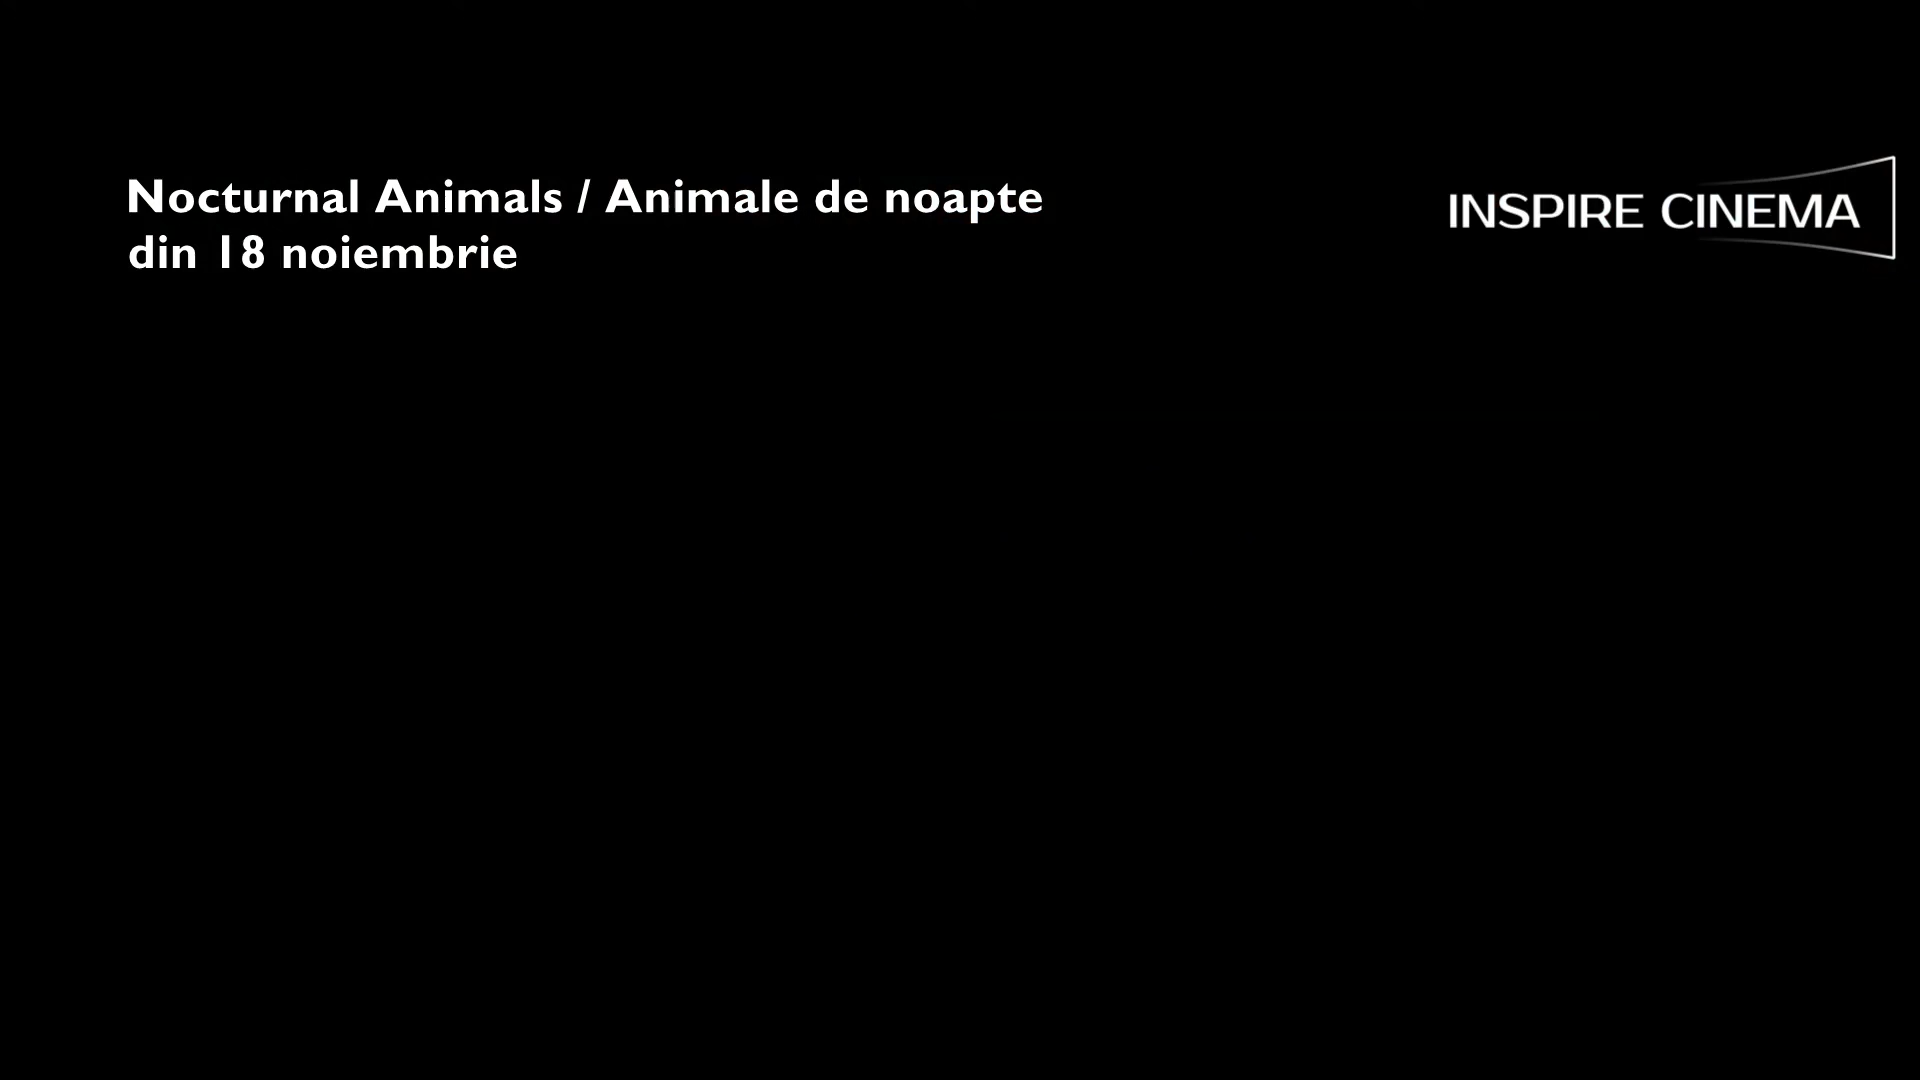 Nocturnal Animals / Animale de noapte
din 18 noiembrie
INSPIRE CINEMA